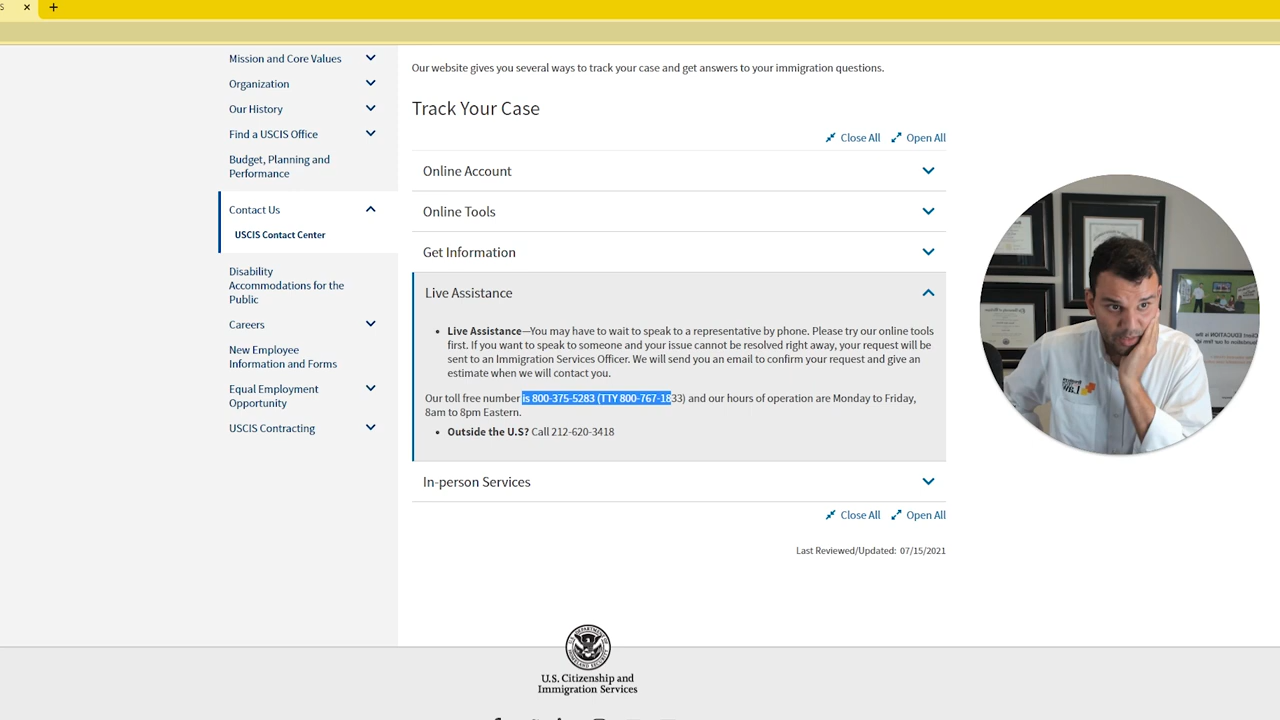 Mission and Core Values
Organization
Our History
Find a USCIS Office
Budget, Planning and
Performance
Contact Us
USCIS Contact Center
Disability
Accommodations for the
Public
Careers
New Employee
Information and Forms
Equal Employment
Opportunity
USCIS Contracting
Our website gives you several ways to track your case and get answers to your immigration questions.
Track Your Case
Close All Open All
Online Account
Online Tools
Get Information
Live Assistance
• Live Assistance—You may have to wait to speak to a representative by phone. Please try our online tools
first. If you want to speak to someone and your issue cannot be resolved right away, your request will be
sent to an Immigration Services Officer. We will send you an email to confirm your request and give an
estimate when we will contact you.
Our toll free number is 800-375-5283 (TTY 800-767-1833) and our hours of operation are Monday to Friday,
8am to 8pm Eastern.
• Outside the U.S? Call 212-620-3418
In-person Services
Close All Open All
Last Reviewed/Updated: 07/15/2021
U.S. Citizenship and
Immigration Services